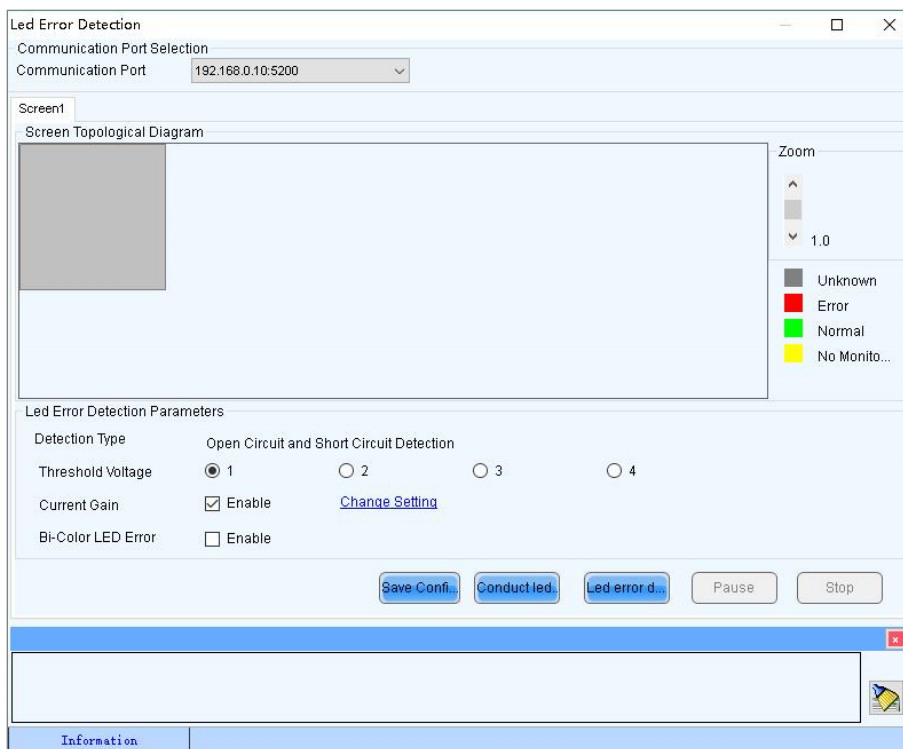 Led Error Detection
Communication Port Selection
Communication Port 192.168.0.10:5200
Screen1
Screen Topological Diagram
Zoom
1.0
Unknown
Error
Normal
No Monito...
Led Error Detection Parameters
Detection Type Open Circuit and Short Circuit Detection
Threshold Voltage 1 2 3 4
Current Gain Enable Change Setting
Bi-Color LED Error Enable
Save Confi... Conduct led.. Led error d... Pause Stop
Information